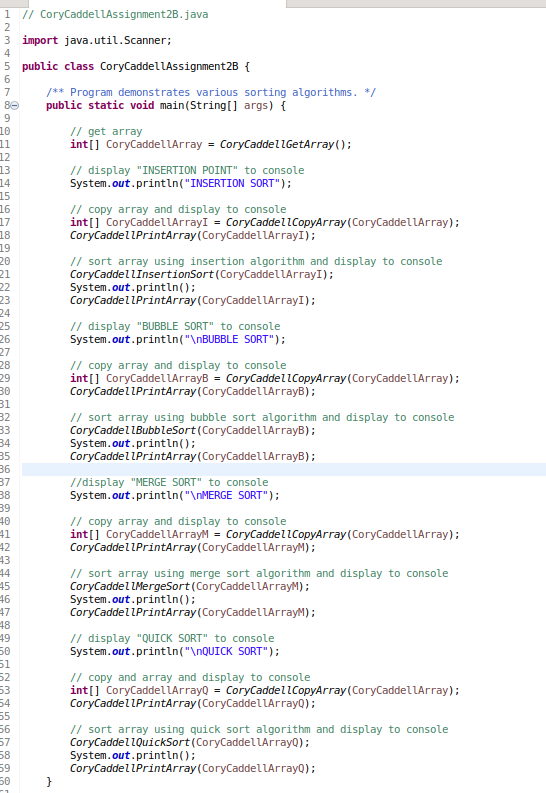 1 // CoryCaddellAssignment2B.java
2
3 import java.util.Scanner;
4
5 public class CoryCaddellAssignment2B {
6
7 /** Program demonstrates various sorting algorithms. */
8 public static void main(String[] args) {
9
10 // get array
11 int[] CoryCaddellArray = CoryCaddellGetArray();
12
13 // display "INSERTION POINT" to console
14 System.out.println("INSERTION SORT");
15
16 // copy array and display to console
17 int[] CoryCaddellArrayI = CoryCaddellCopyArray(CoryCaddellArray);
18 CoryCaddellPrintArray(CoryCaddellArrayI);
19
20 // sort array using insertion algorithm and display to console
21 CoryCaddellInsertionSort(CoryCaddellArrayI);
22 System.out.println();
23 CoryCaddellPrintArray(CoryCaddellArrayI);
24
25 // display "BUBBLE SORT" to console
26 System.out.println("\nBUBBLE SORT");
27
28 // copy array and display to console
29 int[] CoryCaddellArrayB = CoryCaddellCopyArray(CoryCaddellArray);
30 CoryCaddellPrintArray(CoryCaddellArrayB);
31
32 // sort array using bubble sort algorithm and display to console
33 CoryCaddellBubbleSort(CoryCaddellArrayB);
34 System.out.println();
35 CoryCaddellPrintArray(CoryCaddellArrayB);
36
37 //display "MERGE SORT" to console
38 System.out.println("\nMERGE SORT");
39
40 // copy array and display to console
41 int[] CoryCaddellArrayM = CoryCaddellCopyArray(CoryCaddellArray);
42 CoryCaddellPrintArray(CoryCaddellArrayM);
43
44 // sort array using merge sort algorithm and display to console
45 CoryCaddellMergeSort(CoryCaddellArrayM);
46 System.out.println();
47 CoryCaddellPrintArray(CoryCaddellArrayM);
48
49 // display "QUICK SORT" to console
50 System.out.println("\nQUICK SORT");
51
52 // copy and array and display to console
53 int[] CoryCaddellArrayQ = CoryCaddellCopyArray(CoryCaddellArray);
54 CoryCaddellPrintArray(CoryCaddellArrayQ);
55
56 // sort array using quick sort algorithm and display to console
57 CoryCaddellQuickSort(CoryCaddellArrayQ);
58 System.out.println();
59 CoryCaddellPrintArray(CoryCaddellArrayQ);
60 }